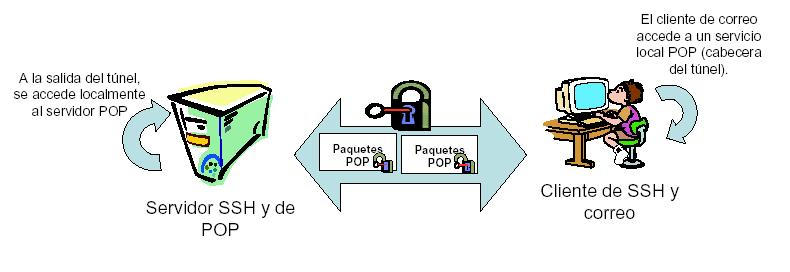 A la salida del túnel,
se accede localmente
al servidor POP
Servidor SSH y de
POP
Paquetes
POP
Paquetes
POP
El cliente de correo
accede a un servicio
local POP (cabecera
del túnel).
Cliente de SSH y
correo